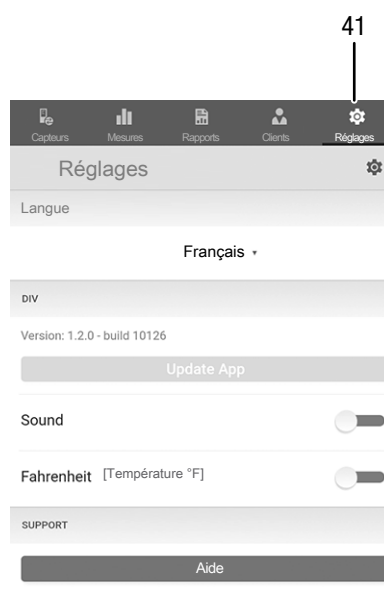 41
Capteurs Mesures Rapports Clients Réglages
Réglages
Langue
Français
DIV
Version: 1.2.0 - build 10126
Update App
Sound
Fahrenheit [Température °F]
SUPPORT
Aide